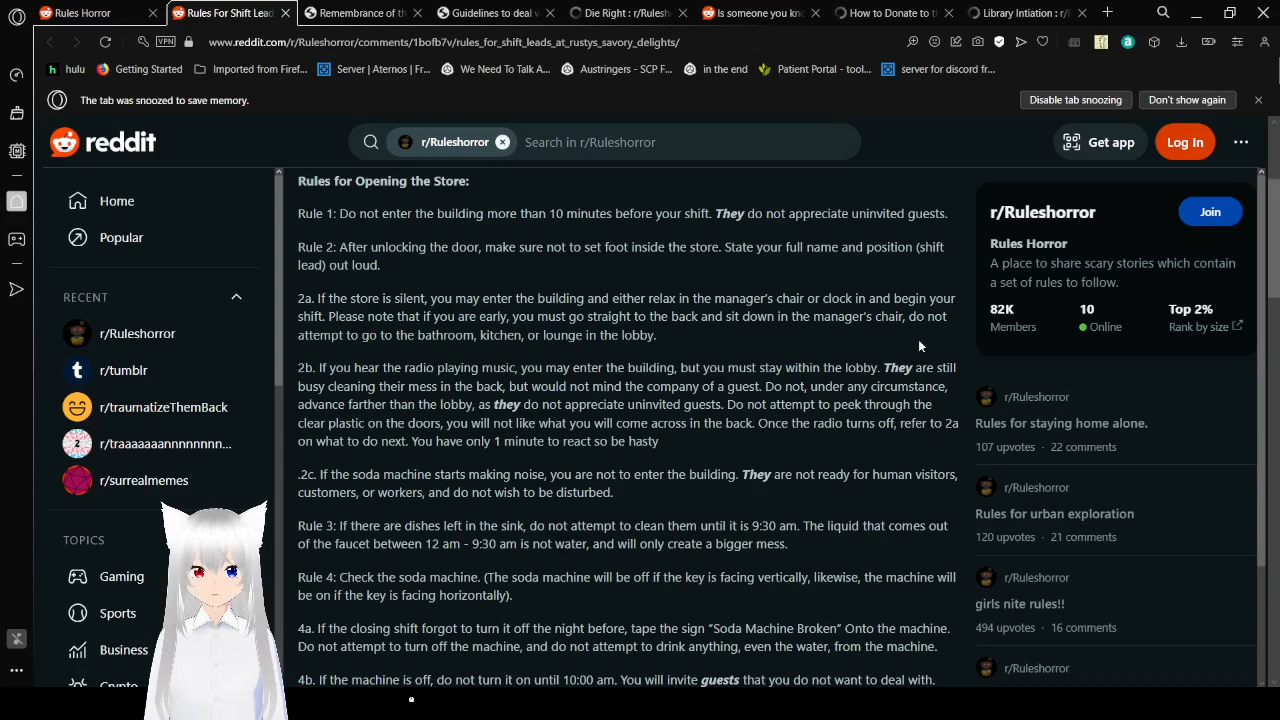 Rules Horror
Rules For Shift Lead
Remembrance of th
Guidelines to deal w
Die Right : r/Rulesh
Is someone you kno
How to Donate to t
Library Intiation : r/
VPN
www.reddit.com/r/Ruleshorror/comments/1bofb7v/rules_for_shift_leads_at_rustys_savory_delights/
hulu
Getting Started
Imported from Firef...
Server | Aternos | Fr...
We Need To Talk A...
Austringers - SCP F...
in the end
Patient Portal - tool...
server for discord fr...
The tab was snoozed to save memory.
Disable tab snoozing
Don't show again
reddit
r/Ruleshorror
Search in r/Ruleshorror
Get app
Log In
Home
Popular
RECENT
r/Ruleshorror
r/tumblr
r/traumatizeThemBack
r/traaaaaaannnnnnnn...
r/surrealmemes
TOPICS
Gaming
Sports
Business
Crypto
Rules for Opening the Store:
Rule 1: Do not enter the building more than 10 minutes before your shift. They do not appreciate uninvited guests.
Rule 2: After unlocking the door, make sure not to set foot inside the store. State your full name and position (shift
lead) out loud.
2a. If the store is silent, you may enter the building and either relax in the manager's chair or clock in and begin your
shift. Please note that if you are early, you must go straight to the back and sit down in the manager's chair, do not
attempt to go to the bathroom, kitchen, or lounge in the lobby.
2b. If you hear the radio playing music, you may enter the building, but you must stay within the lobby. They are still
busy cleaning their mess in the back, but would not mind the company of a guest. Do not, under any circumstance,
advance farther than the lobby, as they do not appreciate uninvited guests. Do not attempt to peek through the
clear plastic on the doors, you will not like what you will come across in the back. Once the radio turns off, refer to 2a
on what to do next. You have only 1 minute to react so be hasty
.2c. If the soda machine starts making noise, you are not to enter the building. They are not ready for human visitors,
customers, or workers, and do not wish to be disturbed.
Rule 3: If there are dishes left in the sink, do not attempt to clean them until it is 9:30 am. The liquid that comes out
of the faucet between 12 am - 9:30 am is not water, and will only create a bigger mess.
Rule 4: Check the soda machine. (The soda machine will be off if the key is facing vertically, likewise, the machine will
be on if the key is facing horizontally).
4a. If the closing shift forgot to turn it off the night before, tape the sign "Soda Machine Broken" Onto the machine.
Do not attempt to turn off the machine, and do not attempt to drink anything, even the water, from the machine.
4b. If the machine is off, do not turn it on until 10:00 am. You will invite guests that you do not want to deal with.
r/Ruleshorror
Join
Rules Horror
A place to share scary stories which contain
a set of rules to follow!
82K
10
Top 2%
Members
Online
Rank by size
r/Ruleshorror
Rules for staying home alone.
107 upvotes · 22 comments
r/Ruleshorror
Rules for urban exploration
120 upvotes · 21 comments
r/Ruleshorror
girls nite rules!!
494 upvotes · 16 comments
r/Ruleshorror